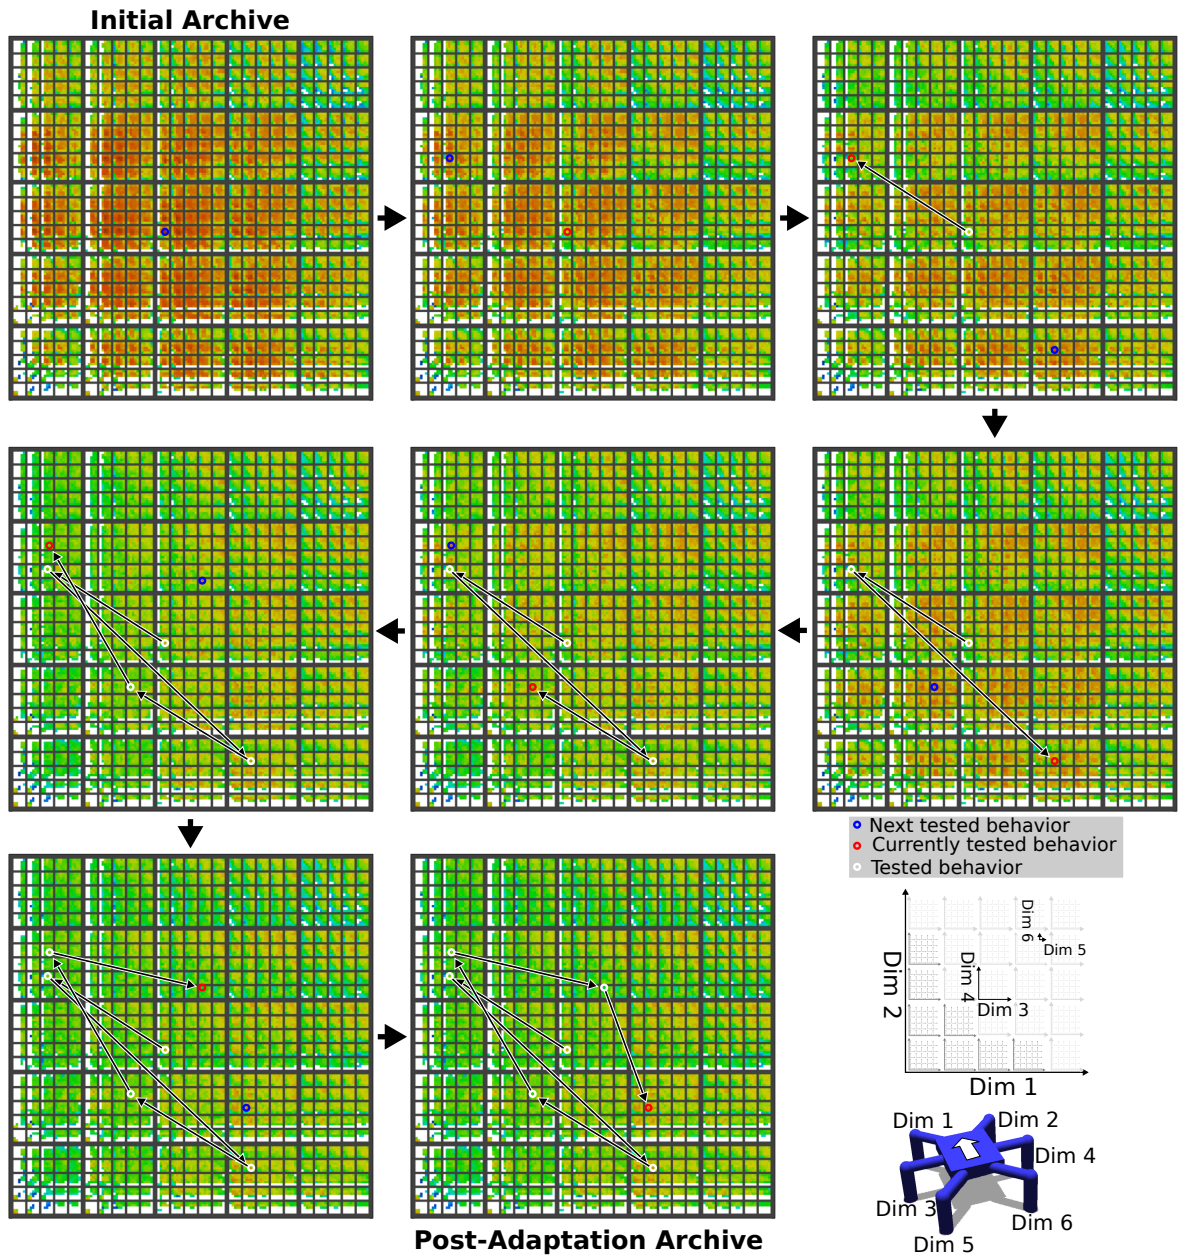 Initial Archive
Next tested behavior
Currently tested behavior
Tested behavior
Dim 6
Dim 5
Dim 2
Dim 4
Dim 3
Dim 1
Dim 1
Dim 2
Dim 4
Dim 3
Dim 6
Dim 5
Post-Adaptation Archive